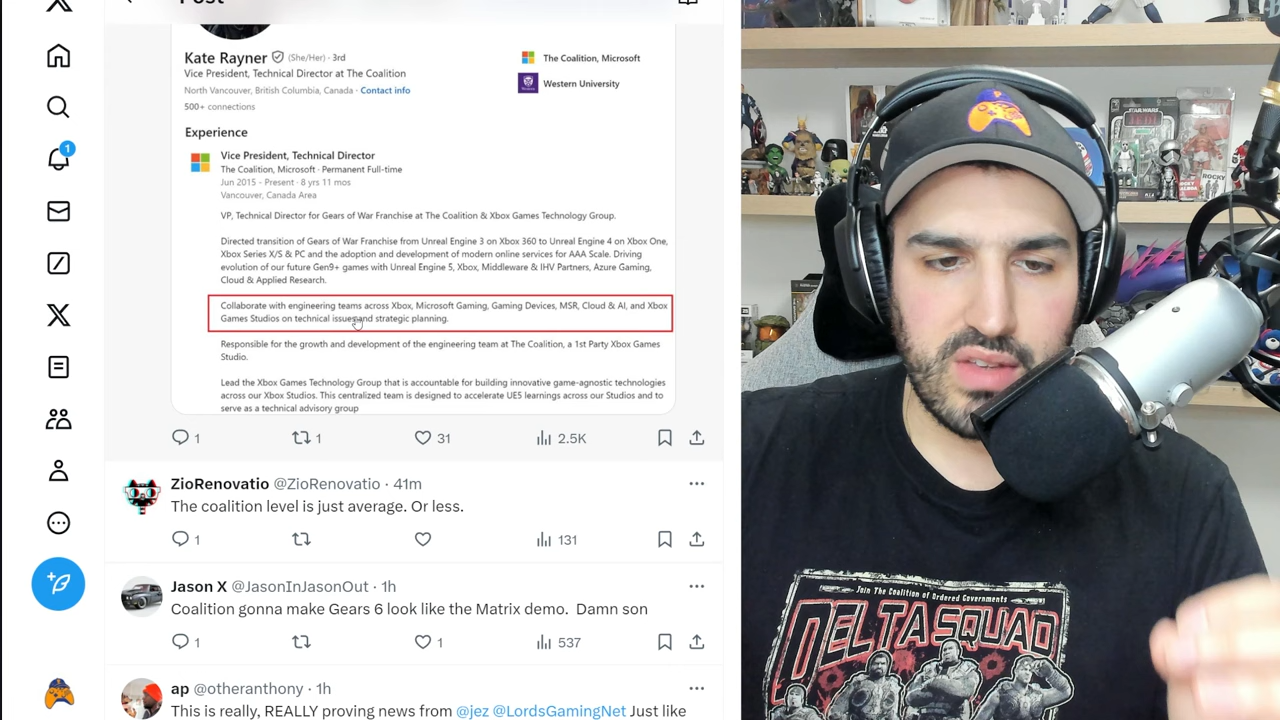 Post
Kate Rayner (She/Her) · 3rd
Vice President, Technical Director at The Coalition
North Vancouver, British Columbia, Canada · Contact info
500+ connections
The Coalition, Microsoft
Western University
Experience
Vice President, Technical Director
The Coalition, Microsoft · Permanent Full-time
Jun 2015 - Present · 8 yrs 11 mos
Vancouver, Canada Area
VP, Technical Director for Gears of War Franchise at The Coalition & Xbox Games Technology Group.
Directed transition of Gears of War Franchise from Unreal Engine 3 on Xbox 360 to Unreal Engine 4 on Xbox One,
Xbox Series X/S & PC and the adoption and development of modern online services for AAA Scale. Driving
evolution of our future Gen9+ games with Unreal Engine 5, Xbox, Middleware & IHV Partners, Azure Gaming,
Cloud & Applied Research.
Collaborate with engineering teams across Xbox, Microsoft Gaming, Gaming Devices, MSR, Cloud & AI, and Xbox
Games Studios on technical issues and strategic planning.
Responsible for the growth and development of the engineering team at The Coalition, a 1st Party Xbox Games
Studio.
Lead the Xbox Games Technology Group that is accountable for building innovative game-agnostic technologies
across our Xbox Studios. This centralized team is designed to accelerate UE5 learnings across our Studios and to
serve as a technical advisory group
1 1 31 2.5K
ZioRenovatio @ZioRenovatio · 41m
The coalition level is just average. Or less.
1 131
Jason X @JasonInJasonOut · 1h
Coalition gonna make Gears 6 look like the Matrix demo. Damn son
1 1 537
ap @otheranthony · 1h
This is really, REALLY proving news from @jez @LordsGamingNet Just like
1
STAR WARS
ROCKY
ROCKY
Join The Coalition of Ordered Governments
DELTA SQUAD